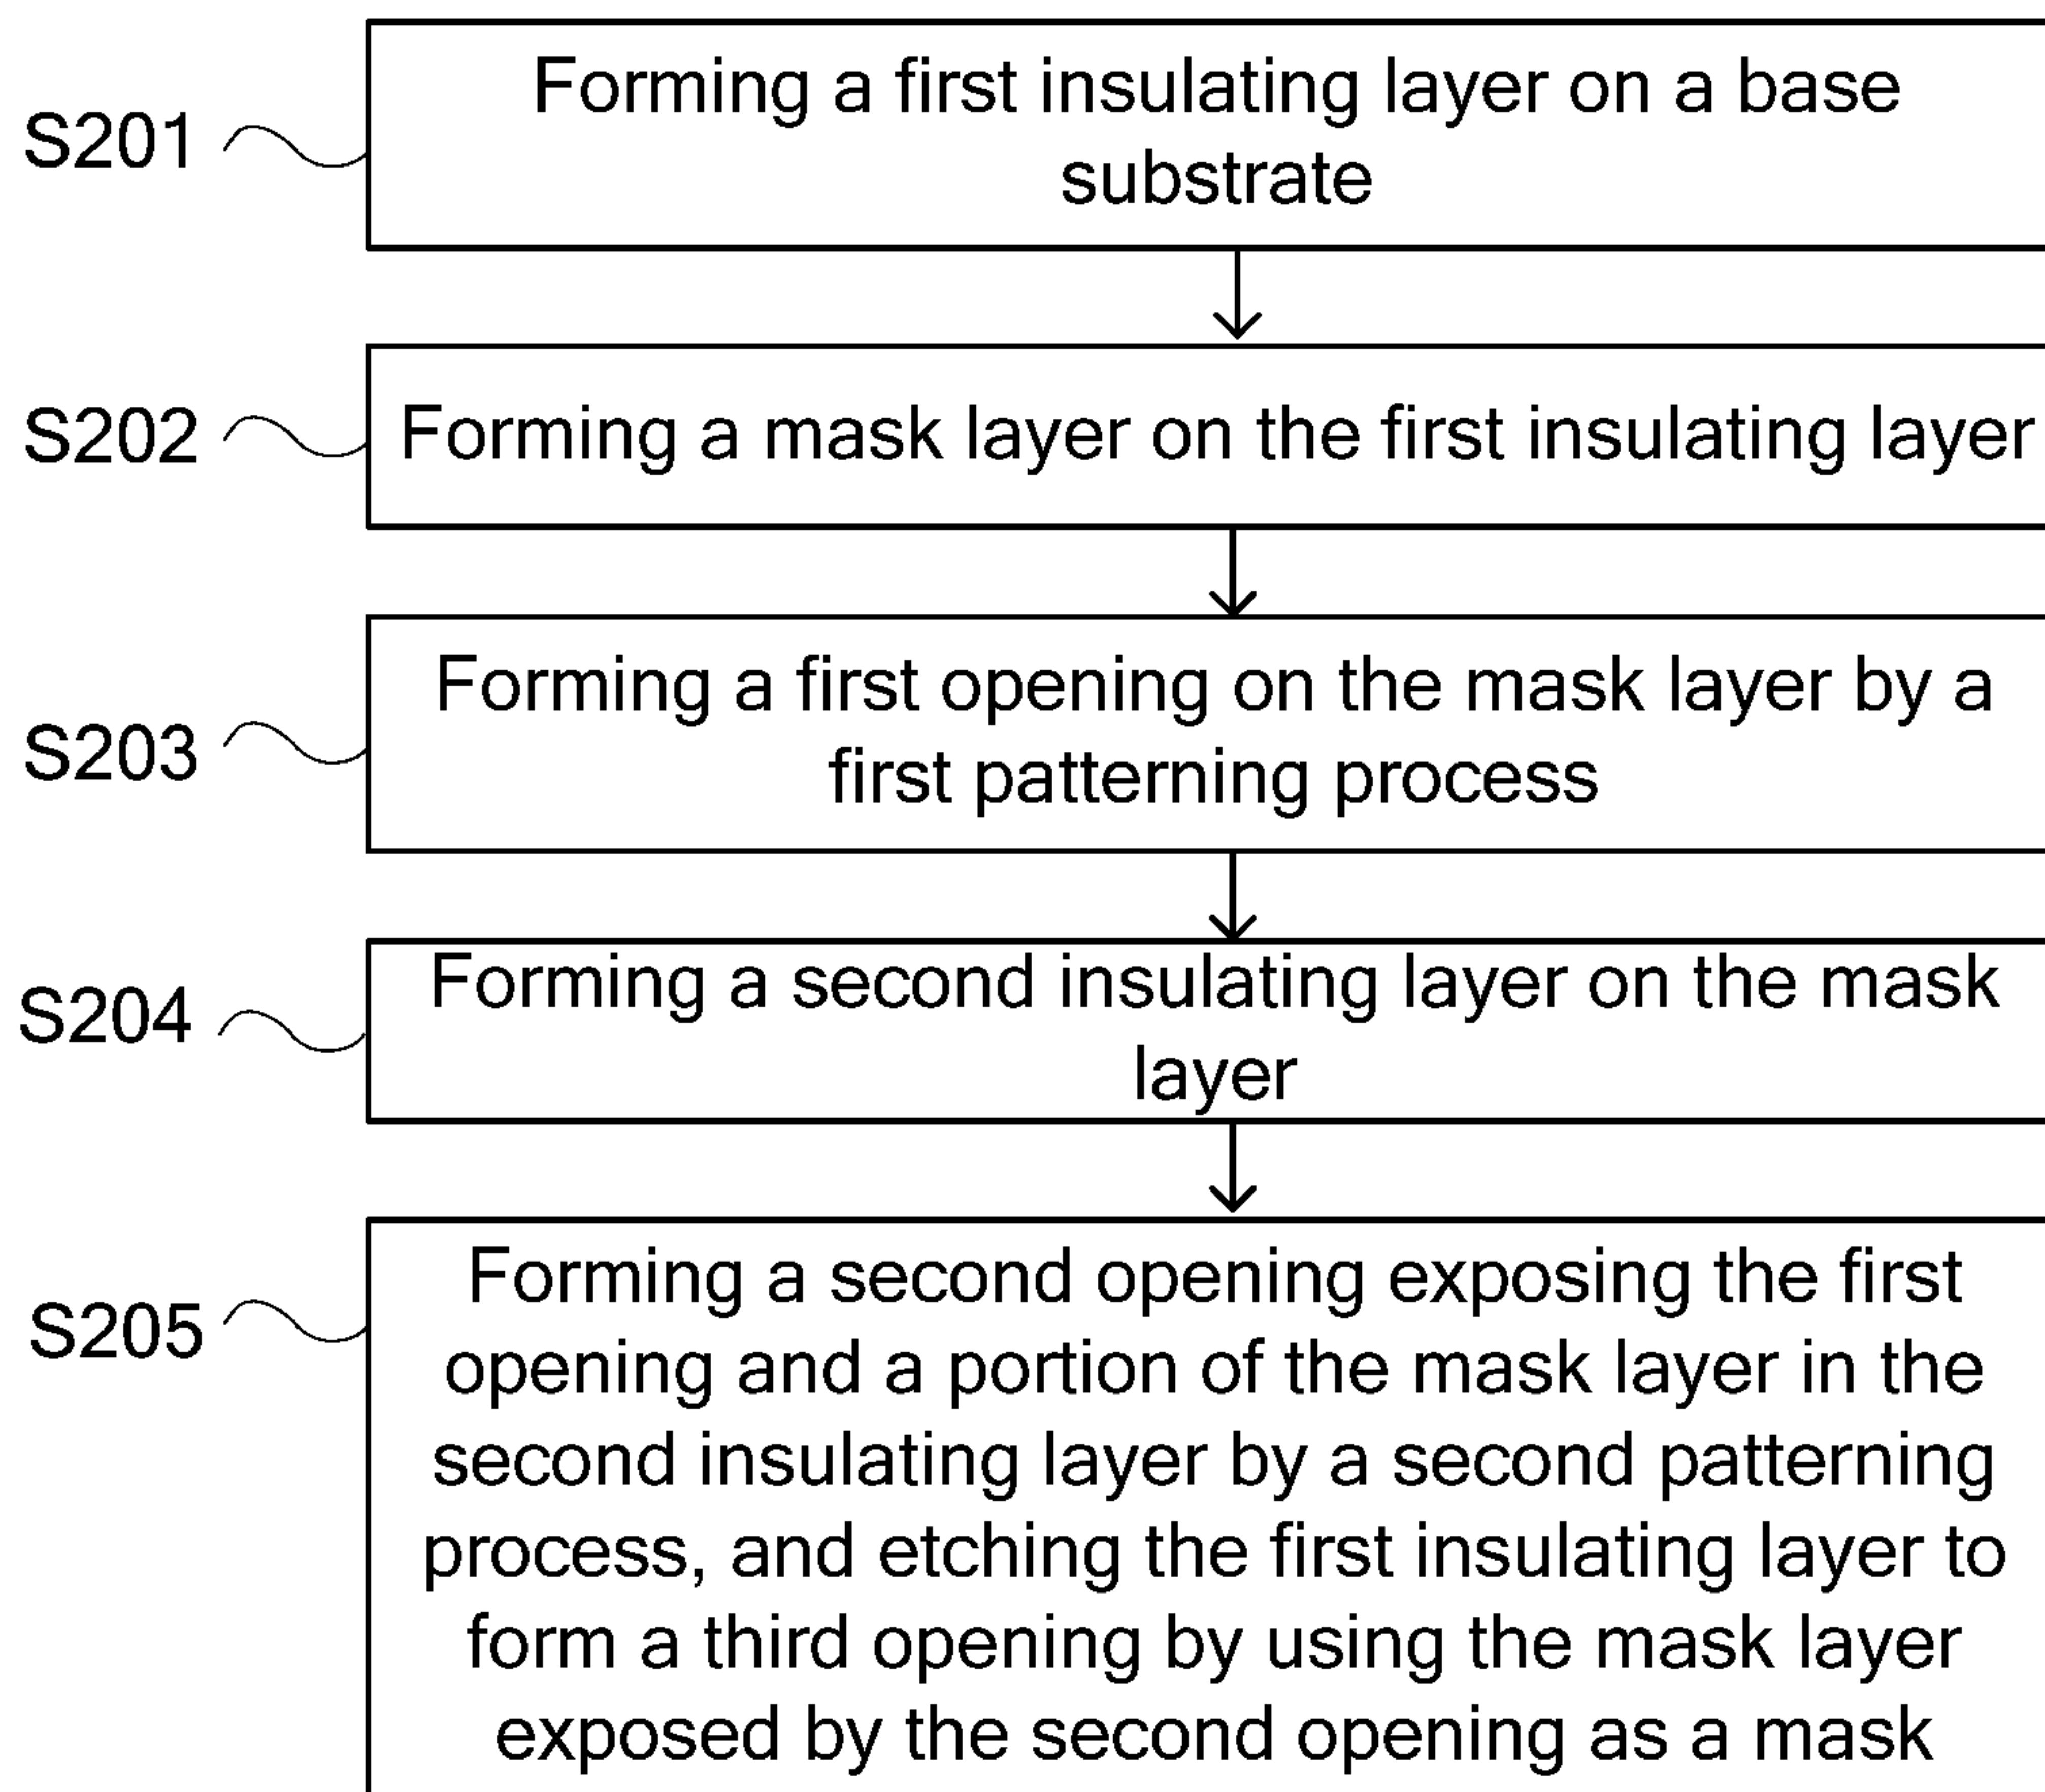 S201
Forming a first insulating layer on a base
substrate
S202
Forming a mask layer on the first insulating layer
S203
Forming a first opening on the mask layer by a
first patterning process
S204
Forming a second insulating layer on the mask
layer
S205
Forming a second opening exposing the first
opening and a portion of the mask layer in the
second insulating layer by a second patterning
process, and etching the first insulating layer to
form a third opening by using the mask layer
exposed by the second opening as a mask